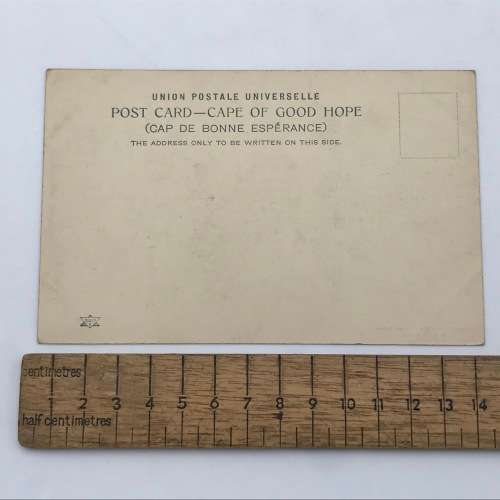 UNION POSTALE UNIVERSELLE
POST CARD—CAPE OF GOOD HOPE
(CAP DE BONNE ESPÉRANCE)
THE ADDRESS ONLY TO BE WRITTEN ON THIS SIDE.
centimetres
1 2 3 4 5 6 7 8 9 10 11 12 13 14
half centimetres